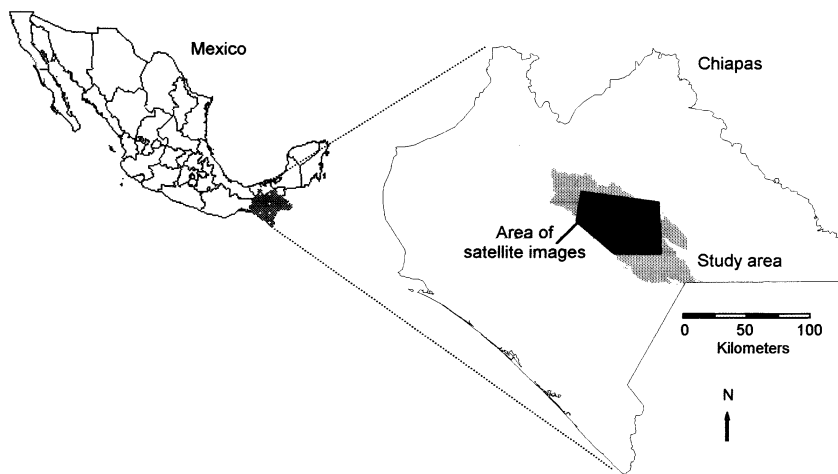 Mexico
Chiapas
Area of
satellite images
Study area
0 50 100
Kilometers
N